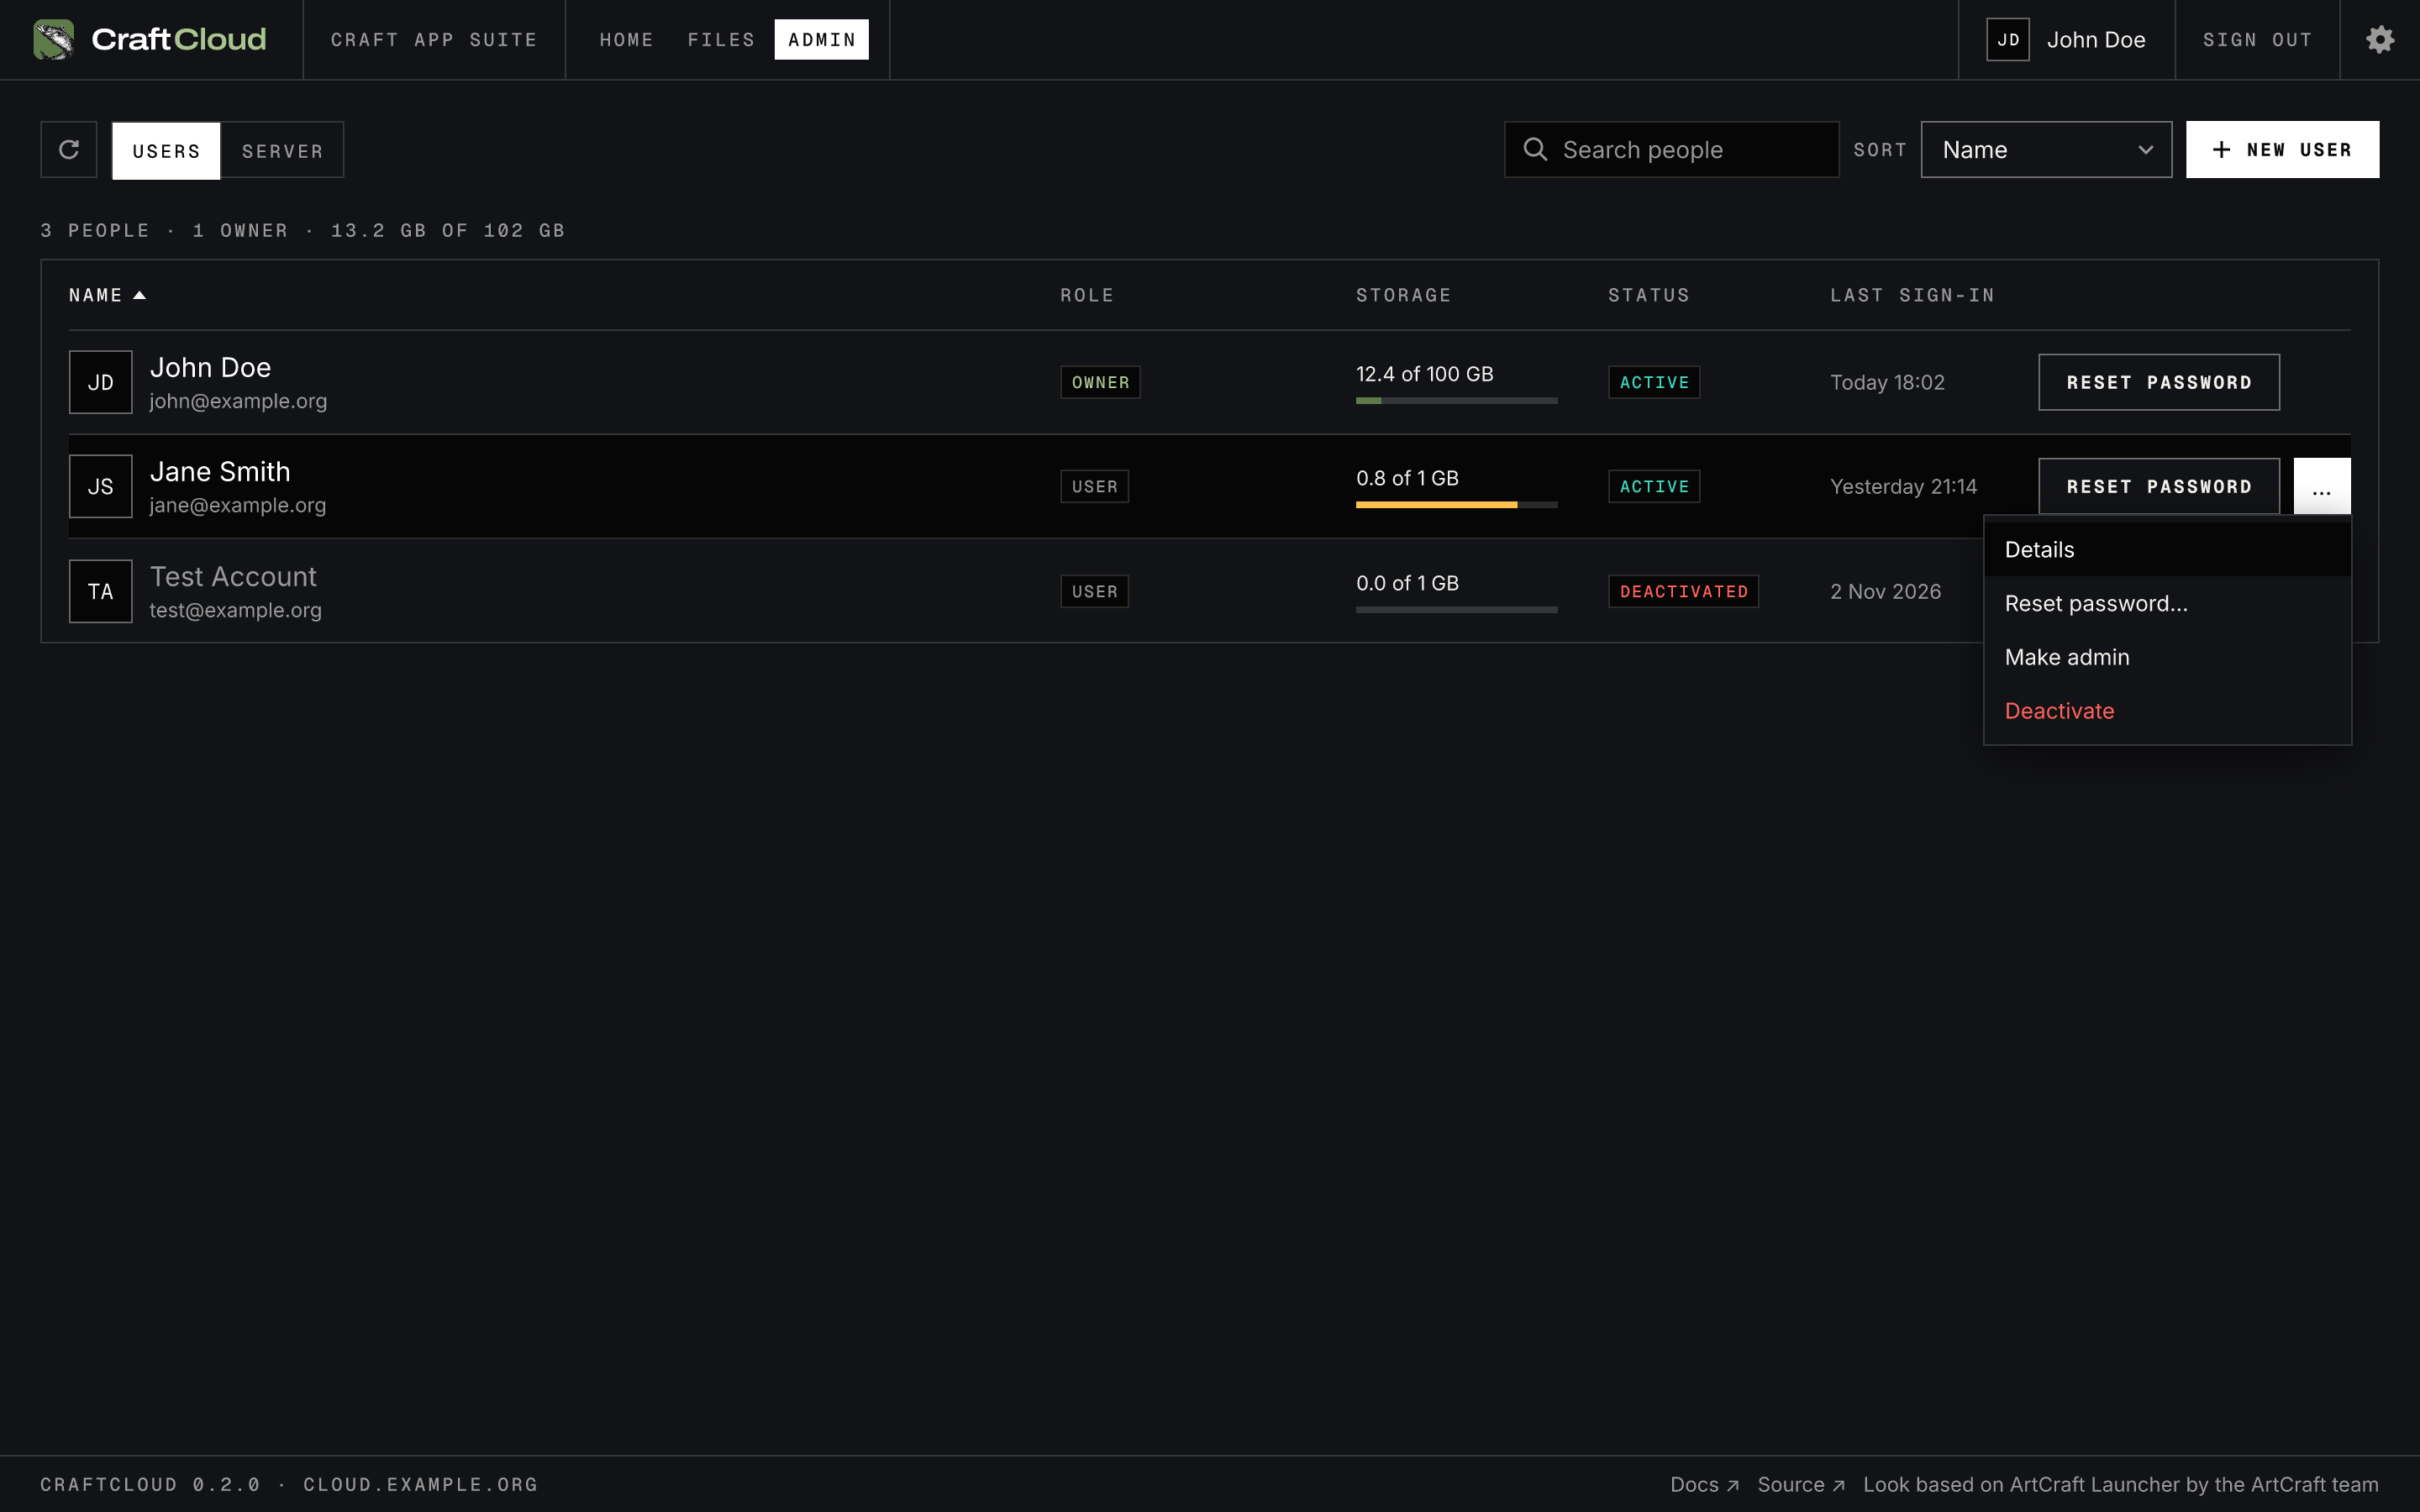 CraftCloud CRAFT APP SUITE HOME FILES ADMIN JD John Doe SIGN OUT
USERS SERVER Search people SORT Name + NEW USER
3 PEOPLE · 1 OWNER · 13.2 GB OF 102 GB
NAME ROLE STORAGE STATUS LAST SIGN-IN
JD John Doe OWNER 12.4 of 100 GB ACTIVE Today 18:02 RESET PASSWORD
john@example.org
JS Jane Smith USER 0.8 of 1 GB ACTIVE Yesterday 21:14 RESET PASSWORD ...
jane@example.org
TA Test Account USER 0.0 of 1 GB DEACTIVATED 2 Nov 2026
test@example.org
Details
Reset password...
Make admin
Deactivate
CRAFTCLOUD 0.2.0 · CLOUD.EXAMPLE.ORG Docs ↗ Source ↗ Look based on ArtCraft Launcher by the ArtCraft team